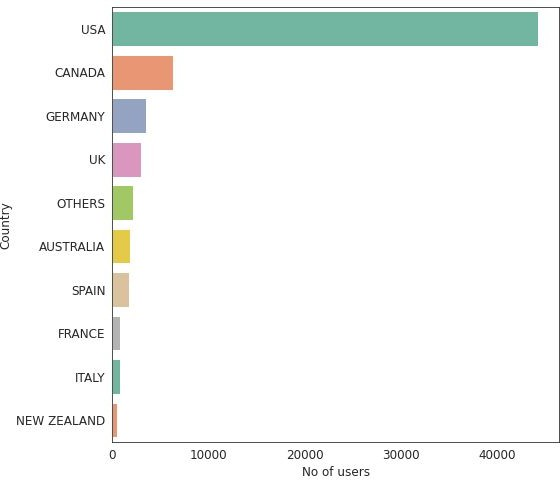 USA
CANADA
GERMANY
UK
OTHERS
AUSTRALIA
SPAIN
FRANCE
ITALY
NEW ZEALAND
Country
0 10000 20000 30000 40000
No of users